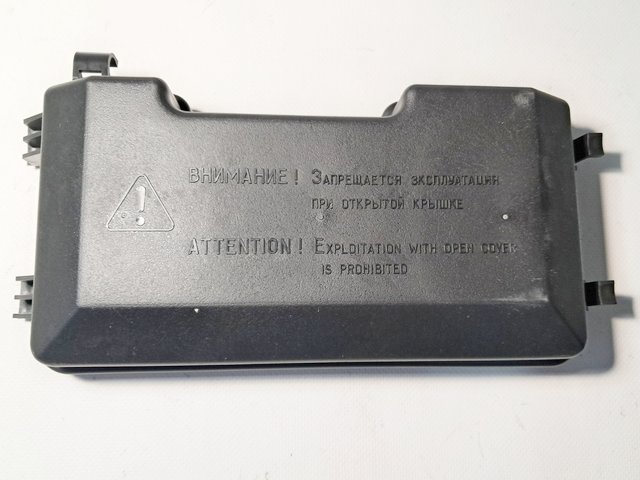 ВНИМАНИЕ! ЗАПРЕЩАЕТСЯ ЭКСПЛУАТАЦИЯ
ПРИ ОТКРЫТОЙ КРЫШКЕ
ATTENTION! EXPLOITATION WITH OPEN COVER
IS PROHIBITED